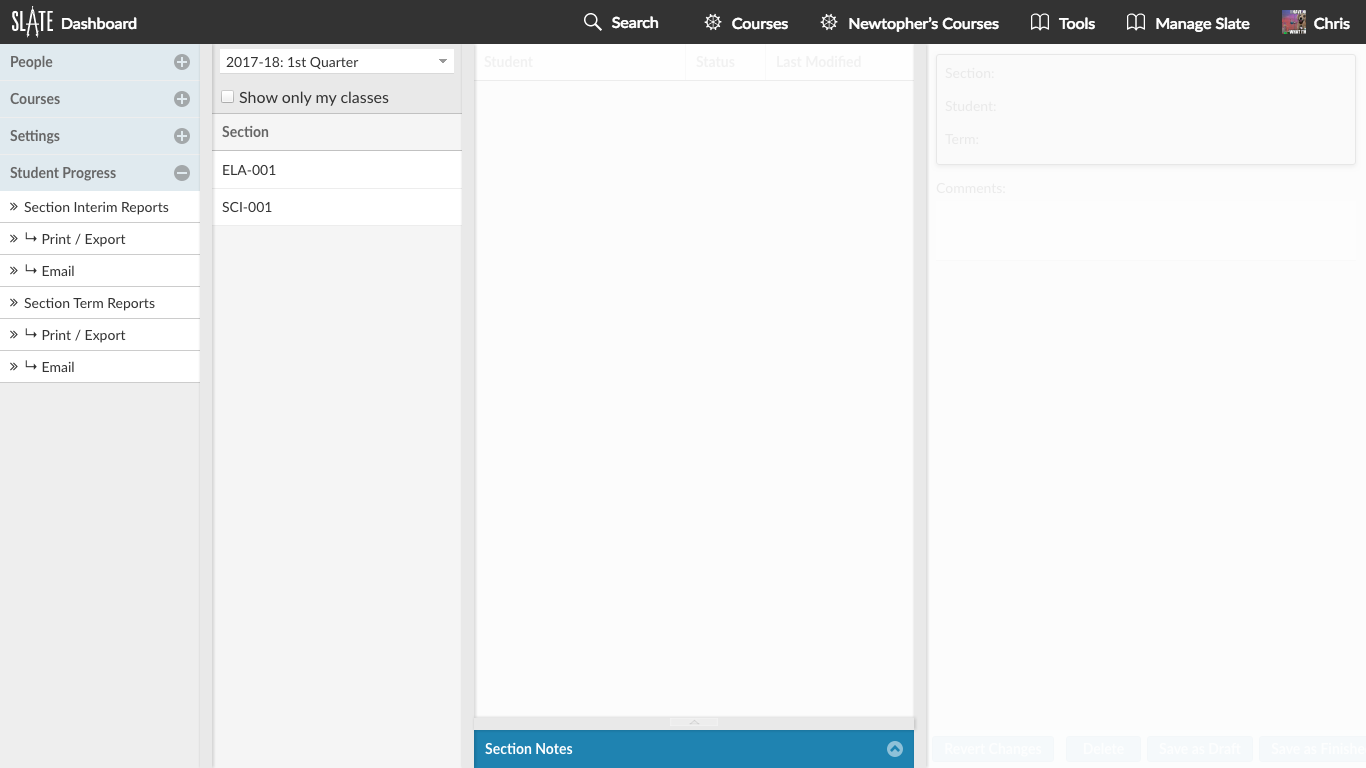 SLATE Dashboard
Search
Courses
Newtopher's Courses
Tools
Manage Slate
Chris
People
Courses
Settings
Student Progress
» Section Interim Reports
» ↳ Print / Export
» ↳ Email
» Section Term Reports
» ↳ Print / Export
» ↳ Email
2017-18: 1st Quarter
Show only my classes
Section
ELA-001
SCI-001
Student Status Last Modified
Section Notes
Section:
Student:
Term:
Comments:
Revert Changes Delete Save as Draft Save as Finishe